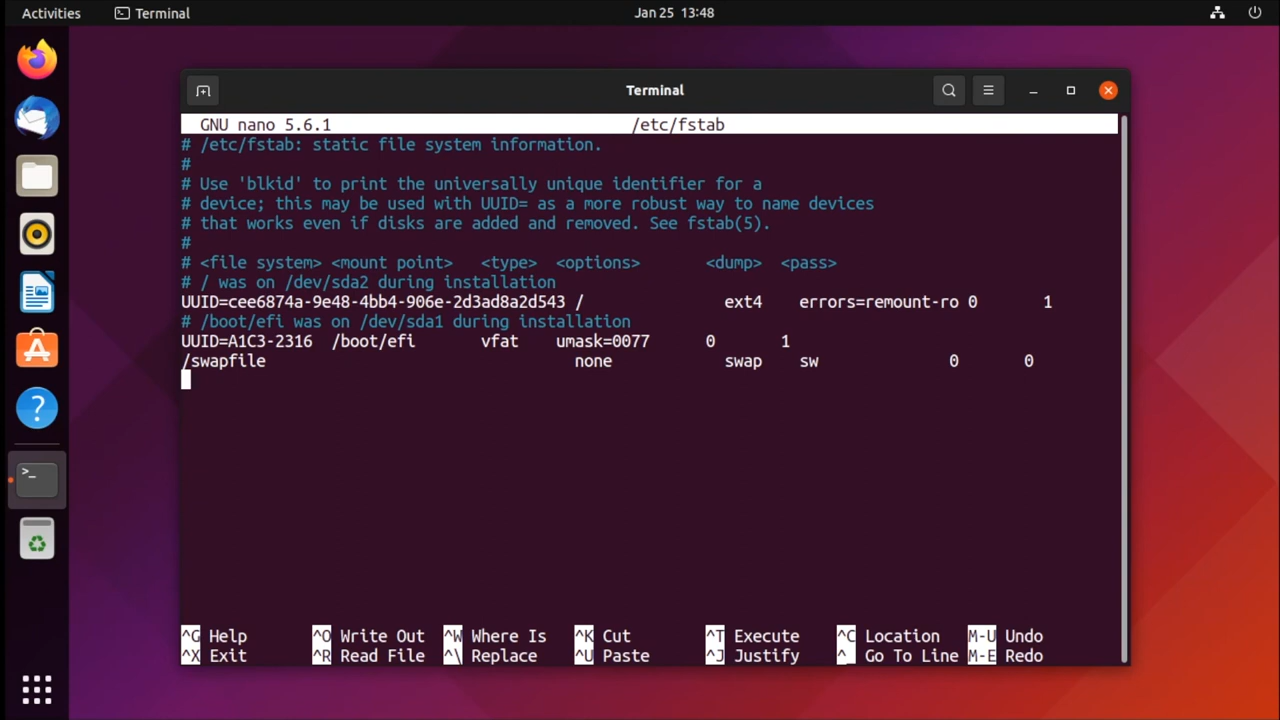 Activities Terminal Jan 25 13:48
Terminal
GNU nano 5.6.1 /etc/fstab
# /etc/fstab: static file system information.
#
# Use 'blkid' to print the universally unique identifier for a
# device; this may be used with UUID= as a more robust way to name devices
# that works even if disks are added and removed. See fstab(5).
#
# <file system> <mount point> <type> <options> <dump> <pass>
# / was on /dev/sda2 during installation
UUID=cee6874a-9e48-4bb4-906e-2d3ad8a2d543 / ext4 errors=remount-ro 0 1
# /boot/efi was on /dev/sda1 during installation
UUID=A1C3-2316 /boot/efi vfat umask=0077 0 1
/swapfile none swap sw 0 0
^G Help ^O Write Out ^W Where Is ^K Cut ^T Execute ^C Location M-U Undo
^X Exit ^R Read File ^\ Replace ^U Paste ^J Justify ^_ Go To Line M-E Redo